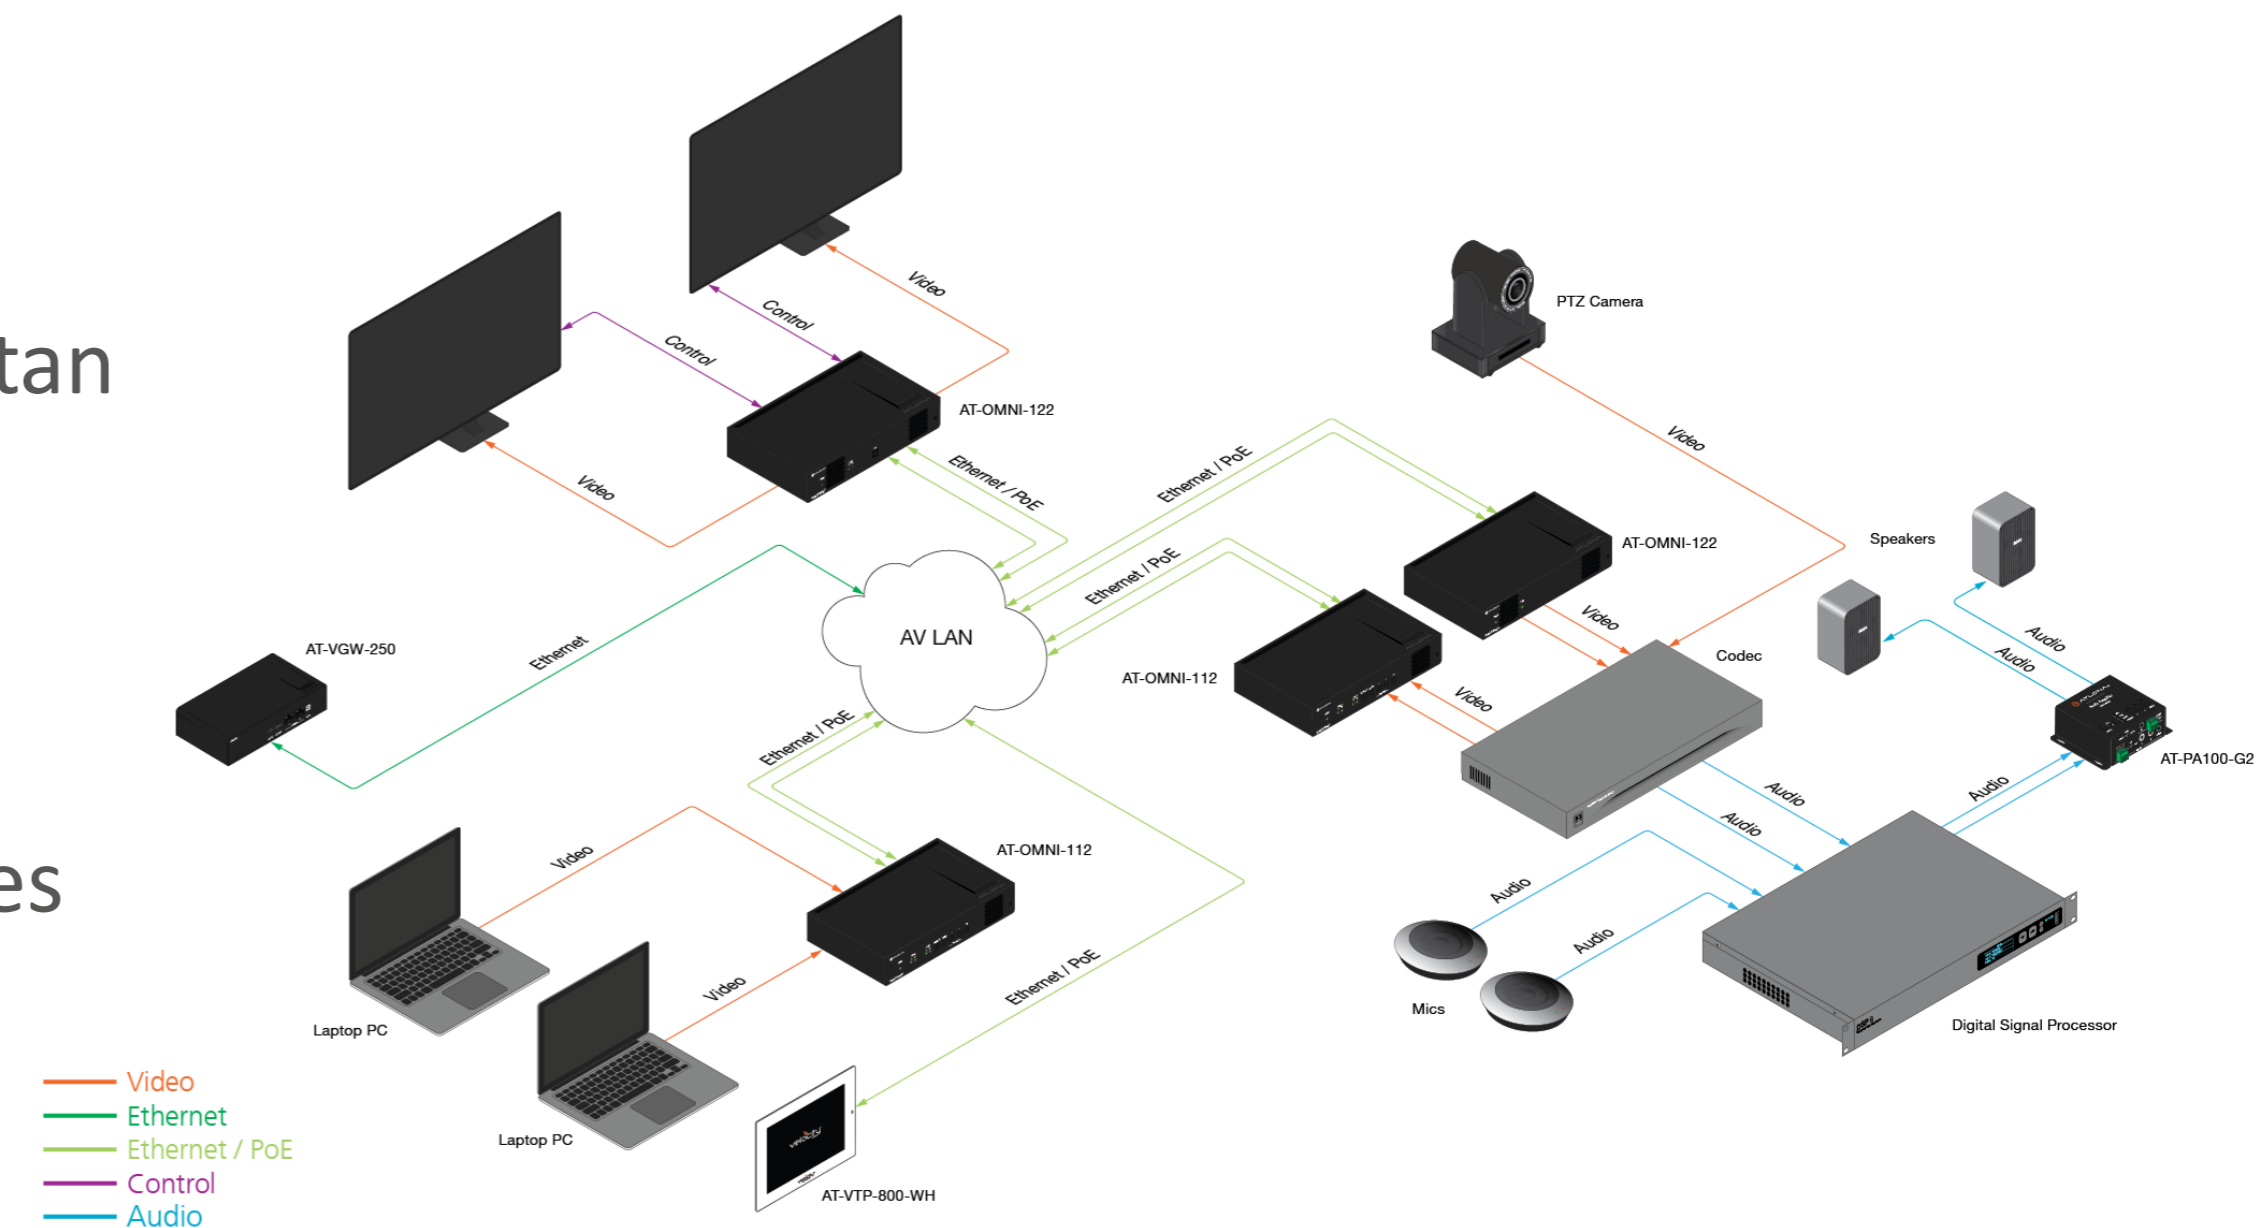 tan
es
Video
Control
Control
Video
AT-OMNI-122
Ethernet / PoE
PTZ Camera
Video
Ethernet / PoE
Ethernet / PoE
AT-OMNI-122
Speakers
AV LAN
AT-VGW-250
Ethernet
AT-OMNI-112
Video
Video
Codec
Audio
Audio
AT-PA100-G2
Ethernet / PoE
Audio
Audio
Audio
Video
AT-OMNI-112
Audio
Audio
Video
Ethernet / PoE
Mics
Digital Signal Processor
Laptop PC
Laptop PC
velocity
AT-VTP-800-WH
Video
Ethernet
Ethernet / PoE
Control
Audio